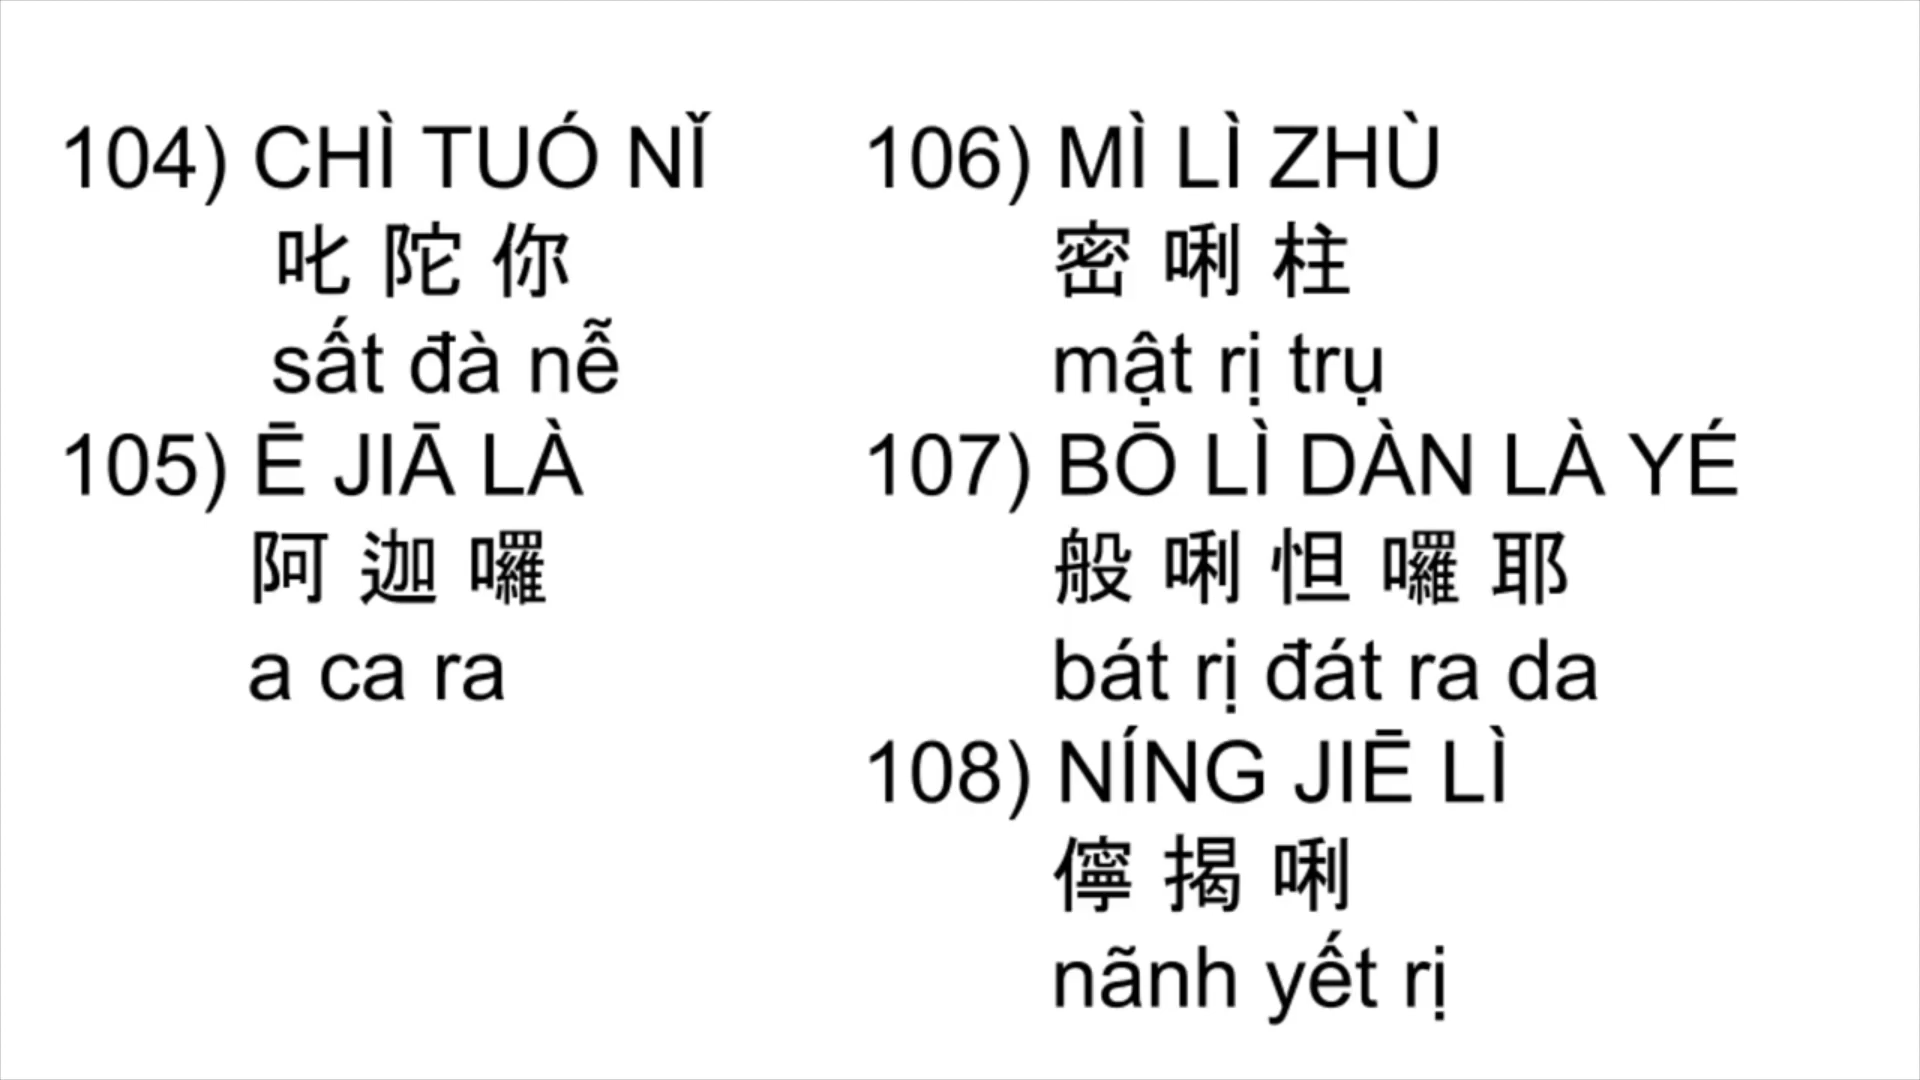 104) CHÌ TUÓ NǏ
叱 陀 你
sất đà nễ
105) Ē JIĀ LÀ
阿 迦 囉
a ca ra
106) MÌ LÌ ZHÙ
密 唎 柱
mật rị trụ
107) BŌ LÌ DÀN LÀ YÉ
般 唎 怛 囉 耶
bát rị đát ra da
108) NÍNG JIĒ LÌ
儜 揭 唎
nãnh yết rị